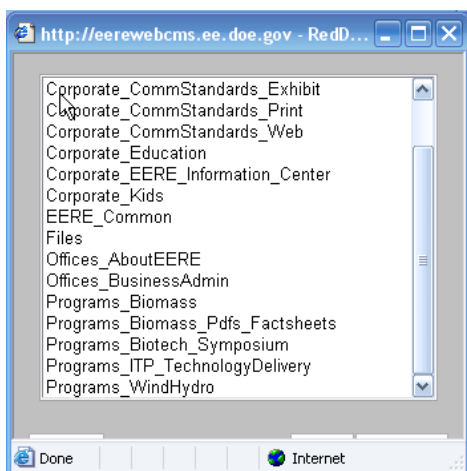 http://eerewebcms.ee.doe.gov - RedD...
Corporate_CommStandards_Exhibit
Corporate_CommStandards_Print
Corporate_CommStandards_Web
Corporate_Education
Corporate_EERE_Information_Center
Corporate_Kids
EERE_Common
Files
Offices_AboutEERE
Offices_BusinessAdmin
Programs_Biomass
Programs_Biomass_Pdfs_Factsheets
Programs_Biotech_Symposium
Programs_ITP_TechnologyDelivery
Programs_WindHydro
Done Internet